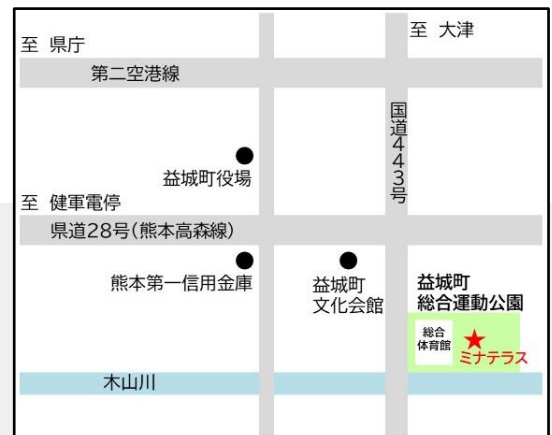 至 大津
至 県庁
第二空港線
国道443号
益城町役場
至 健軍電停
県道28号(熊本高森線)
熊本第一信用金庫
益城町
文化会館
益城町
総合運動公園
総合
体育館
ミナテラス
木山川